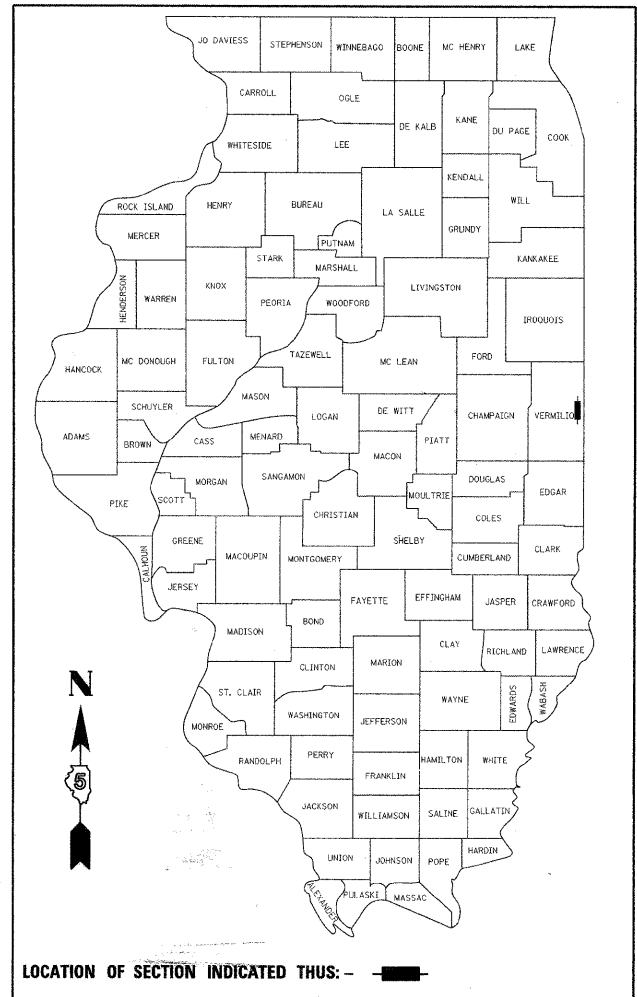 JO DAVIESS STEPHENSON WINNEBAGO BOONE MC HENRY LAKE
CARROLL OGLE DE KALB KANE DU PAGE COOK
WHITESIDE LEE
KENDALL WILL
ROCK ISLAND HENRY BUREAU LA SALLE
MERCER PUTNAM GRUNDY
STARK MARSHALL KANKAKEE
HENDERSON WARREN KNOX PEORIA WOODFORD LIVINGSTON IROQUOIS
HANCOCK MC DONOUGH FULTON TAZEWELL MC LEAN FORD
MASON
SCHUYLER LOGAN DE WITT CHAMPAIGN VERMILIO
ADAMS BROWN CASS MENARD MACON PIATT
MORGAN SANGAMON DOUGLAS
PIKE SCOTT CHRISTIAN MOULTRIE EDGAR
COLES
GREENE MACOUPIN MONTGOMERY SHELBY
CALHOUN CUMBERLAND CLARK
JERSEY FAYETTE EFFINGHAM JASPER CRAWFORD
MADISON BOND
CLAY RICHLAND LAWRENCE
CLINTON MARION
N
ST. CLAIR WAYNE EDWARDS WABASH
MONROE WASHINGTON JEFFERSON
RANDOLPH PERRY HAMILTON WHITE
5
FRANKLIN
JACKSON WILLIAMSON SALINE GALLATIN
HARDIN
UNION JOHNSON POPE
ALEXANDER PULASKI MASSAC
LOCATION OF SECTION INDICATED THUS: -